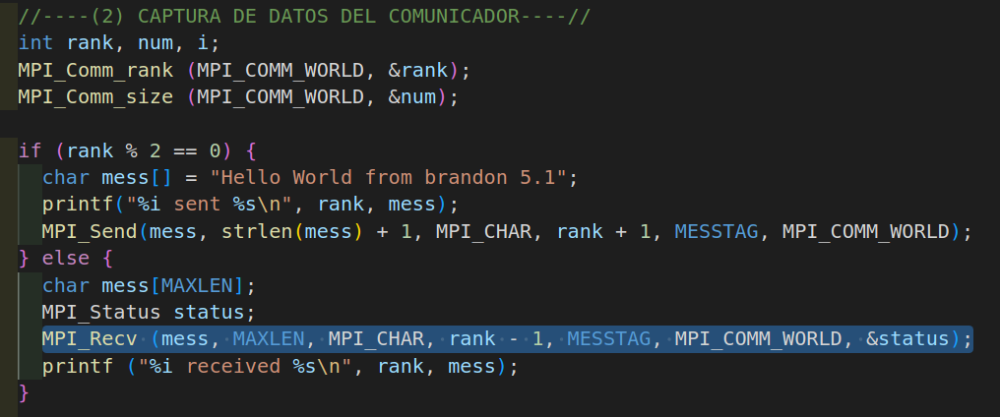 //----(2) CAPTURA DE DATOS DEL COMUNICADOR----//
int rank, num, i;
MPI_Comm_rank (MPI_COMM_WORLD, &rank);
MPI_Comm_size (MPI_COMM_WORLD, &num);
if (rank % 2 == 0) {
char mess[] = "Hello World from brandon 5.1";
printf("%i sent %s\n", rank, mess);
MPI_Send(mess, strlen(mess) + 1, MPI_CHAR, rank + 1, MESSTAG, MPI_COMM_WORLD);
} else {
char mess[MAXLEN];
MPI_Status status;
MPI_Recv (mess, MAXLEN, MPI_CHAR, rank - 1, MESSTAG, MPI_COMM_WORLD, &status);
printf ("%i received %s\n", rank, mess);
}